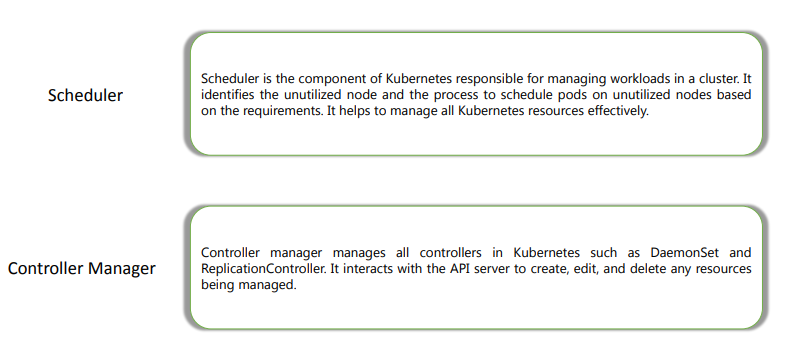 Scheduler
Scheduler is the component of Kubernetes responsible for managing workloads in a cluster. It
identifies the unutilized node and the process to schedule pods on unutilized nodes based
on the requirements. It helps to manage all Kubernetes resources effectively.
Controller Manager
Controller manager manages all controllers in Kubernetes such as DaemonSet and
ReplicationController. It interacts with the API server to create, edit, and delete any resources
being managed.